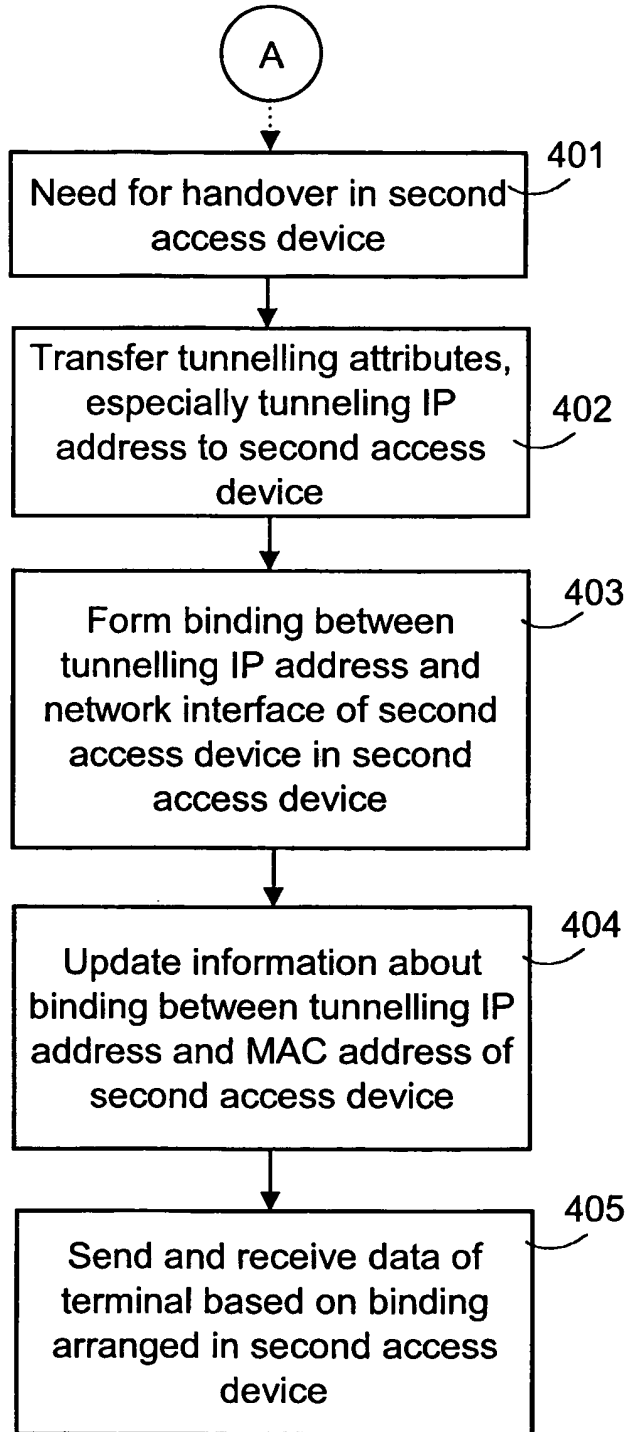 A
401
Need for handover in second
access device
Transfer tunnelling attributes,
especially tunneling IP
address to second access
device
402
403
Form binding between
tunnelling IP address and
network interface of second
access device in second
access device
404
Update information about
binding between tunnelling IP
address and MAC address of
second access device
405
Send and receive data of
terminal based on binding
arranged in second access
device